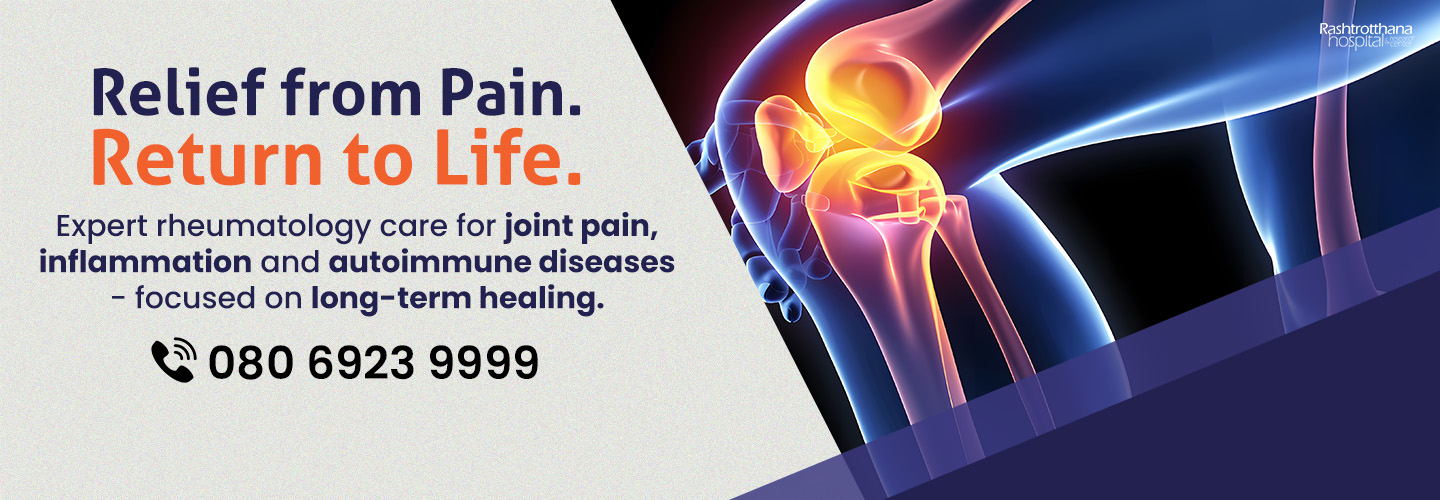 Relief from Pain.
Return to Life.
Expert rheumatology care for joint pain,
inflammation and autoimmune diseases
- focused on long-term healing.
080 6923 9999
Rashtrotthana
hospital